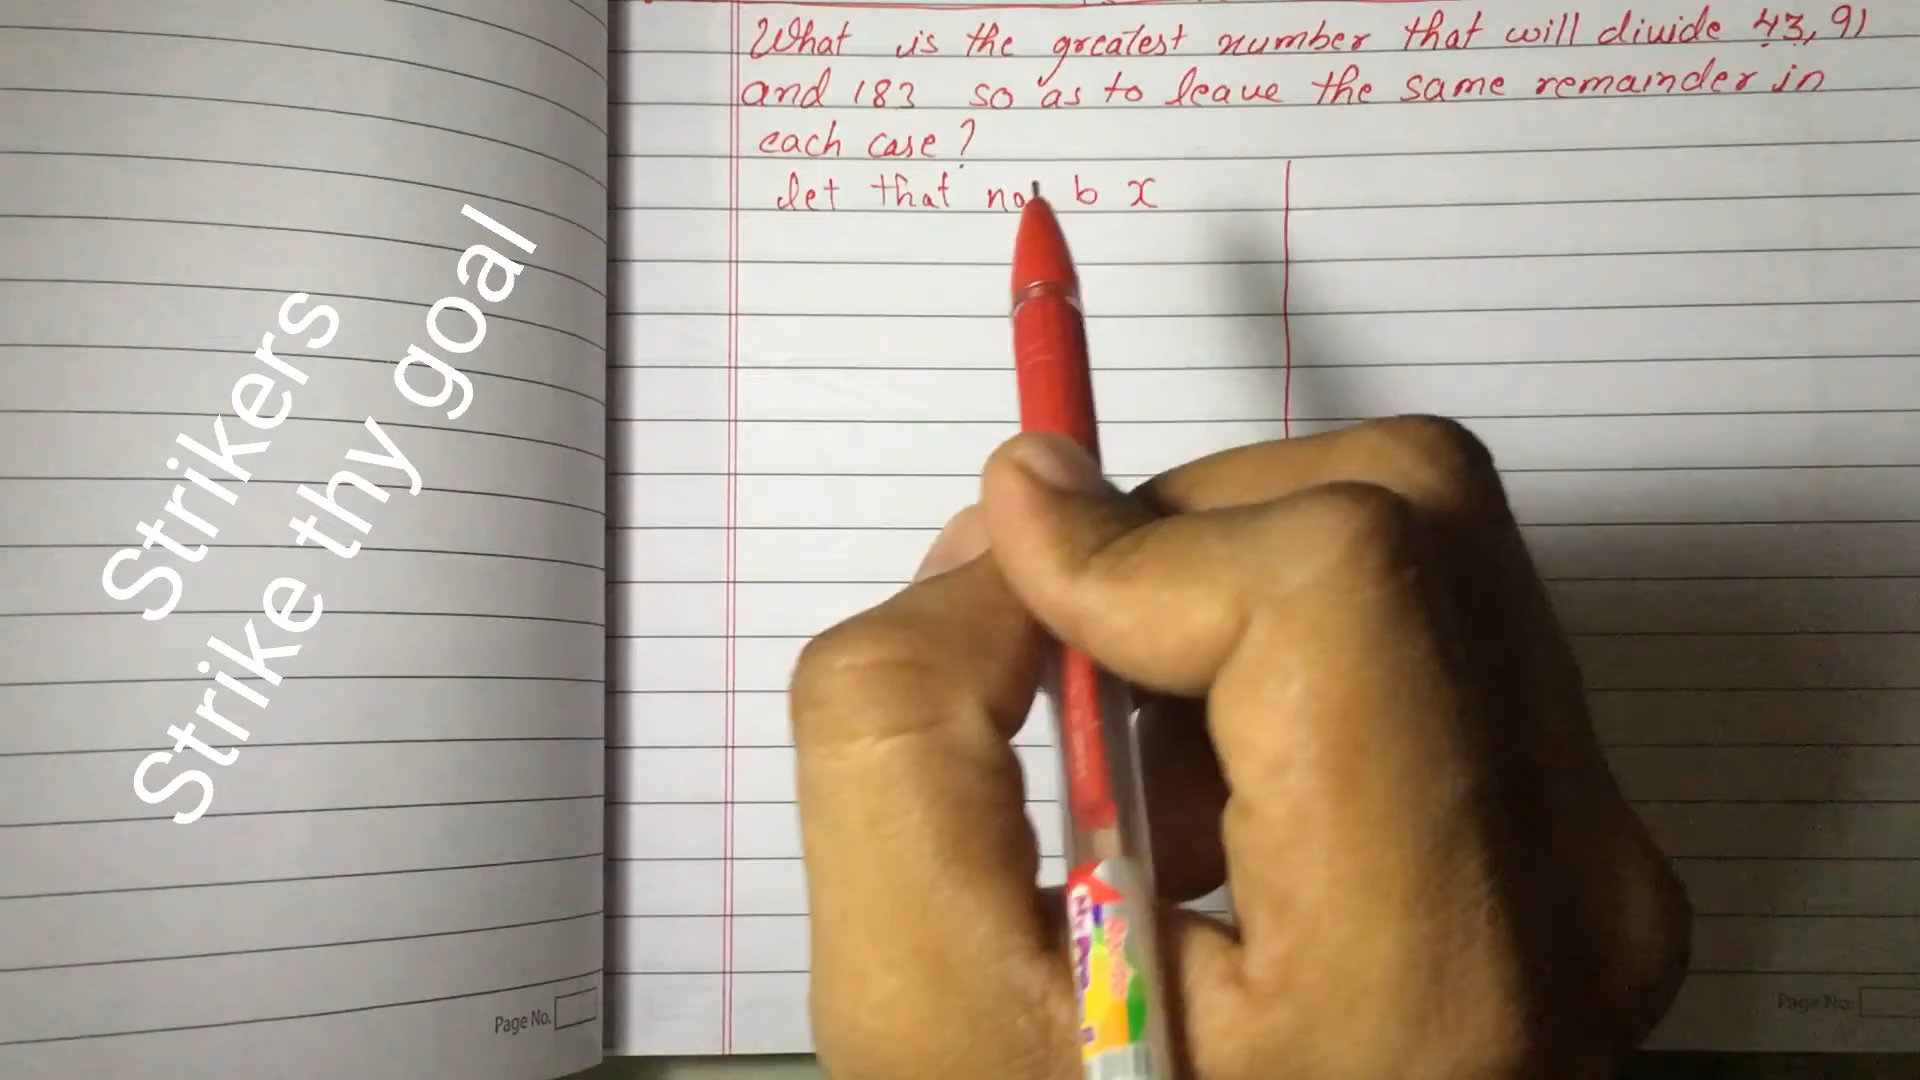 What is the greatest number that will divide 43, 91
and 183 so as to leave the same remainder in
each case?
let that no b x
Strikers
Strike thy goal
Page No.
Page No: